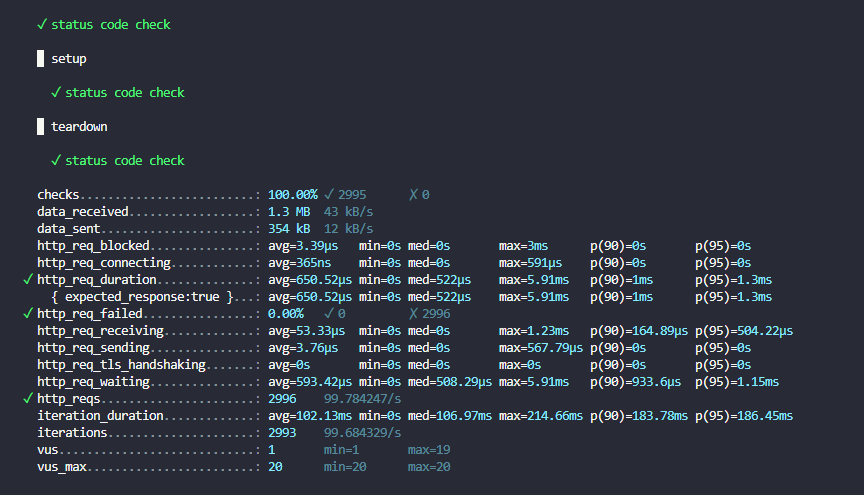 ✓ status code check
█ setup
✓ status code check
█ teardown
✓ status code check
checks.........................: 100.00% ✓ 2995 ✗ 0
data_received..................: 1.3 MB 43 kB/s
data_sent......................: 354 kB 12 kB/s
http_req_blocked...............: avg=3.39µs min=0s med=0s max=3ms p(90)=0s p(95)=0s
http_req_connecting............: avg=365ns min=0s med=0s max=591µs p(90)=0s p(95)=0s
✓ http_req_duration..............: avg=650.52µs min=0s med=522µs max=5.91ms p(90)=1ms p(95)=1.3ms
{ expected_response:true }...: avg=650.52µs min=0s med=522µs max=5.91ms p(90)=1ms p(95)=1.3ms
✓ http_req_failed................: 0.00% ✓ 0 ✗ 2996
http_req_receiving.............: avg=53.33µs min=0s med=0s max=1.23ms p(90)=164.89µs p(95)=504.22µs
http_req_sending...............: avg=3.76µs min=0s med=0s max=567.79µs p(90)=0s p(95)=0s
http_req_tls_handshaking.......: avg=0s min=0s med=0s max=0s p(90)=0s p(95)=0s
http_req_waiting...............: avg=593.42µs min=0s med=508.29µs max=5.91ms p(90)=933.6µs p(95)=1.15ms
✓ http_reqs......................: 2996 99.784247/s
iteration_duration.............: avg=102.13ms min=0s med=106.97ms max=214.66ms p(90)=183.78ms p(95)=186.45ms
iterations.....................: 2993 99.684329/s
vus............................: 1 min=1 max=19
vus_max........................: 20 min=20 max=20